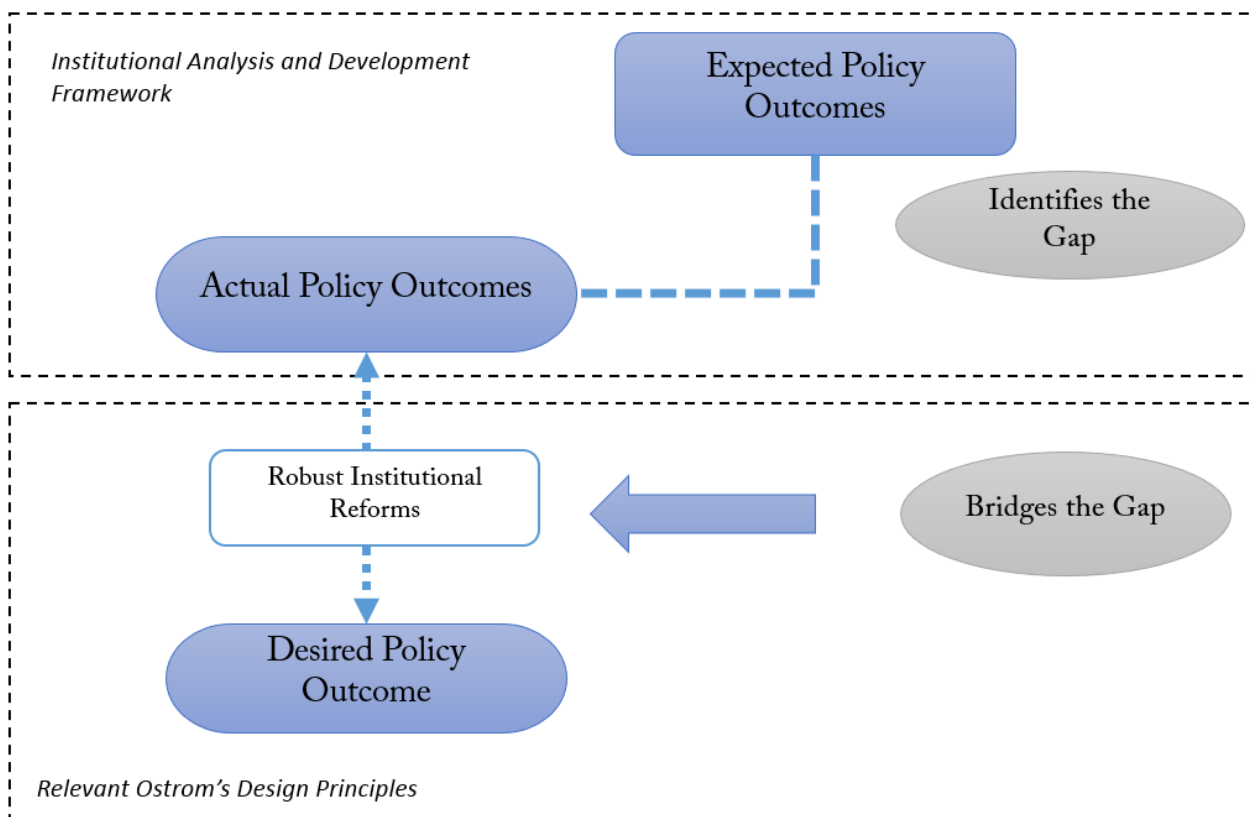 Institutional Analysis and Development
Framework
Expected Policy
Outcomes
Identifies the
Gap
Actual Policy Outcomes
Robust Institutional
Reforms
Bridges the Gap
Desired Policy
Outcome
Relevant Ostrom’s Design Principles